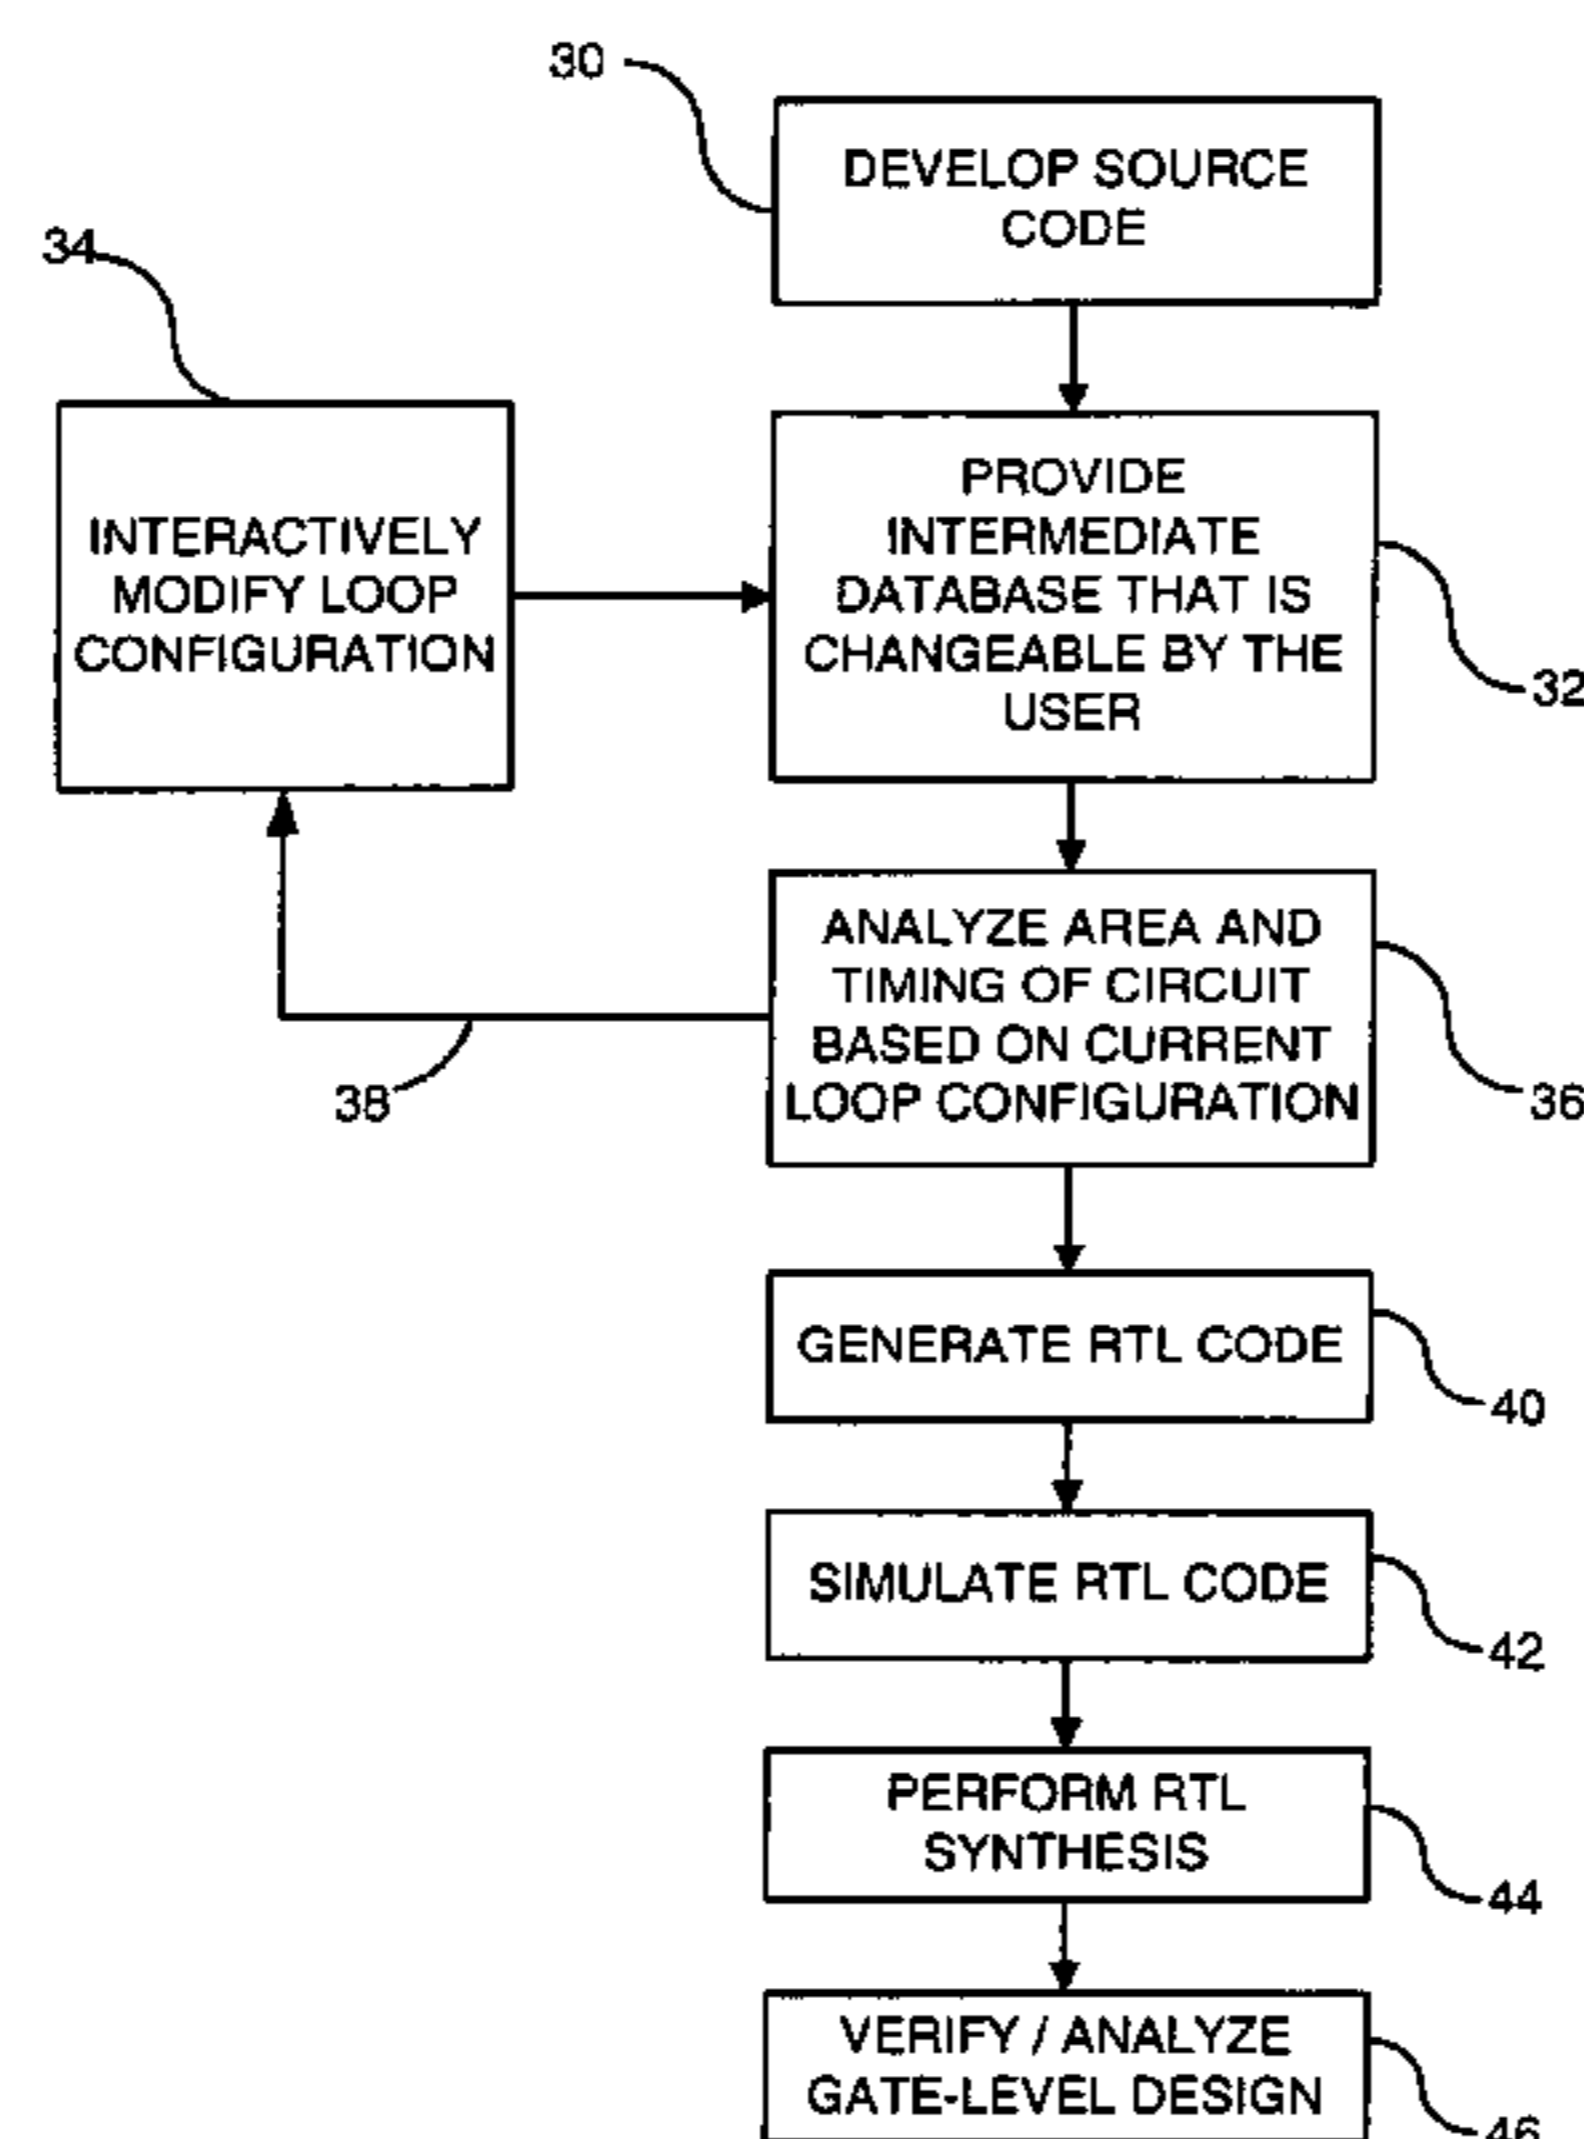 30
DEVELOP SOURCE
CODE
34
INTERACTIVELY
MODIFY LOOP
CONFIGURATION
PROVIDE
INTERMEDIATE
DATABASE THAT IS
CHANGEABLE BY THE
USER
32
ANALYZE AREA AND
TIMING OF CIRCUIT
BASED ON CURRENT
LOOP CONFIGURATION
36
38
GENERATE RTL CODE
40
SIMULATE RTL CODE
42
PERFORM RTL
SYNTHESIS
44
VERIFY / ANALYZE
GATE-LEVEL DESIGN
46